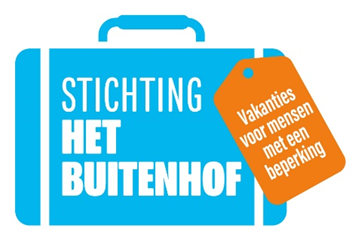 STICHTING
HET
BUITENHOF
Vakanties
voor mensen
met een
beperking